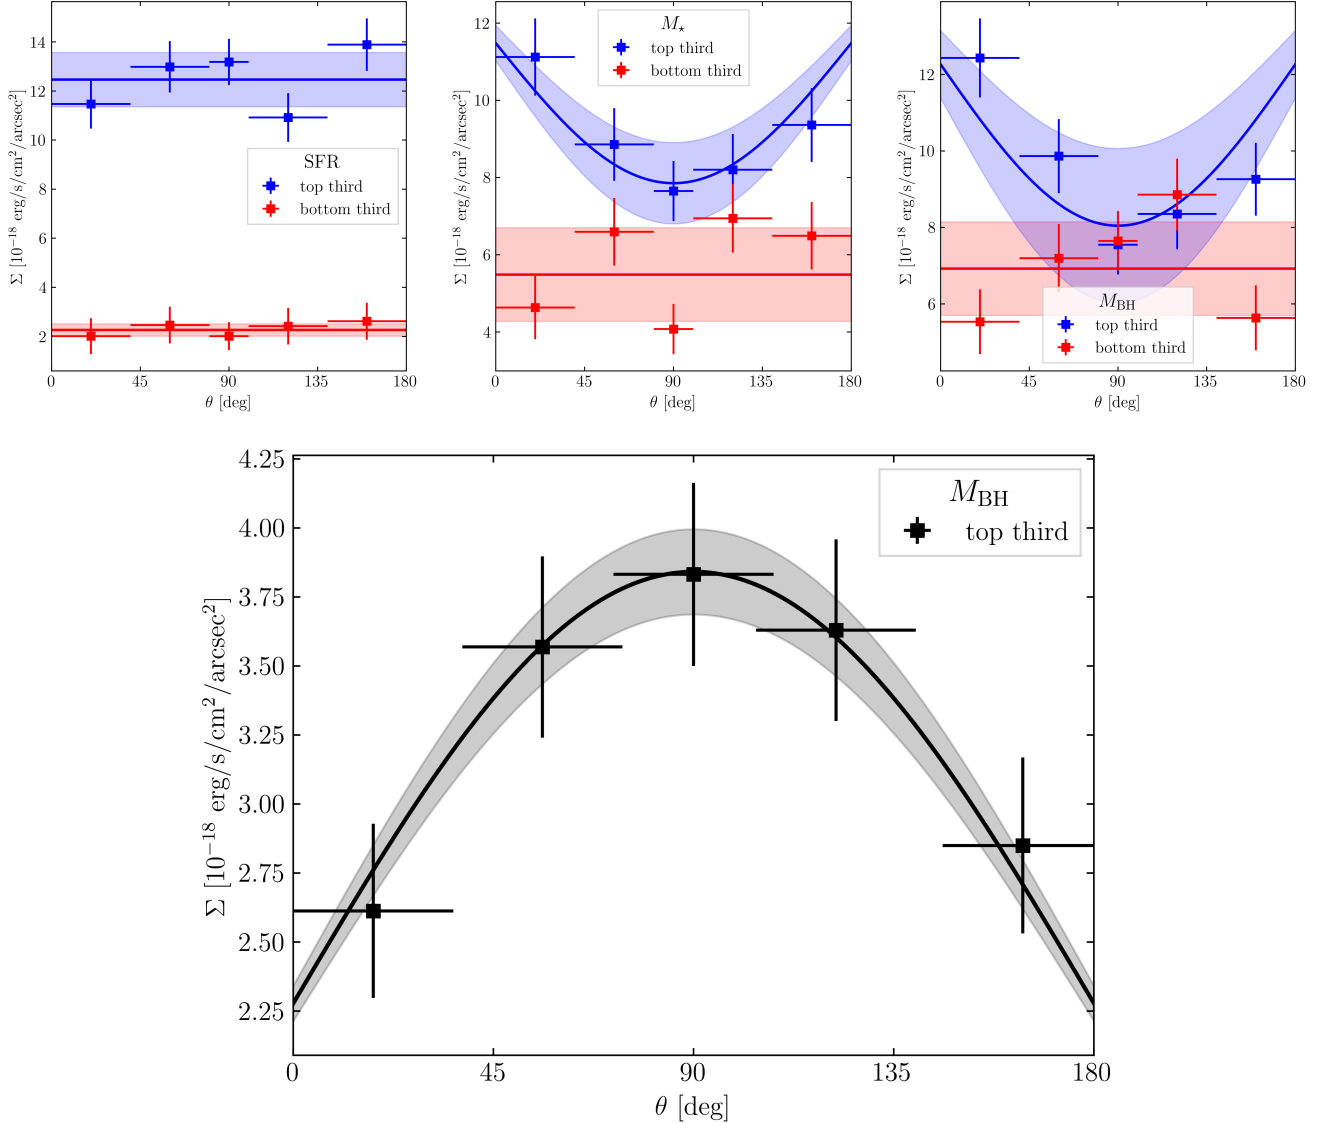 14
12
10
8
6
4
2
Σ [10⁻¹⁸ erg/s/cm²/arcsec²]
SFR
top third
bottom third
0 45 90 135 180
θ [deg]
12
10
8
6
4
Σ [10⁻¹⁸ erg/s/cm²/arcsec²]
M⋆
top third
bottom third
0 45 90 135 180
θ [deg]
12
10
8
6
Σ [10⁻¹⁸ erg/s/cm²/arcsec²]
M_BH
top third
bottom third
0 45 90 135 180
θ [deg]
4.25
4.00
3.75
3.50
3.25
3.00
2.75
2.50
2.25
Σ [10⁻¹⁸ erg/s/cm²/arcsec²]
M_BH
top third
0 45 90 135 180
θ [deg]